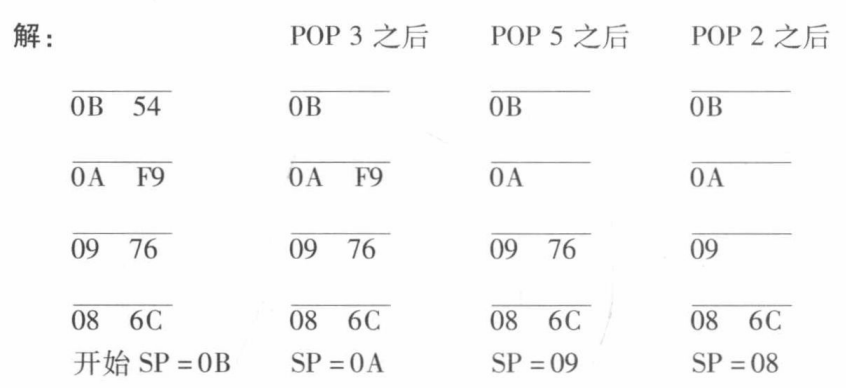 解： POP 3 之后 POP 5 之后 POP 2 之后
0B 54 0B 0B 0B
0A F9 0A F9 0A 0A
09 76 09 76 09 76 09
08 6C 08 6C 08 6C 08 6C
开始 SP = 0B SP = 0A SP = 09 SP = 08